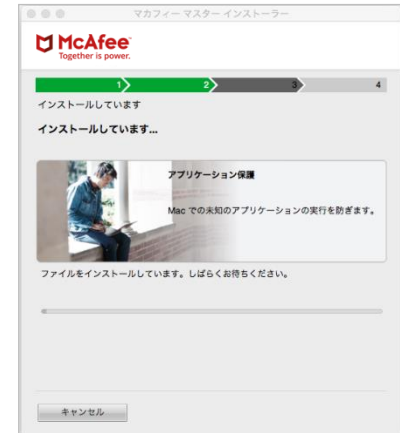 マカフィー マスター インストーラー
McAfee™
Together is power.
1 2 3 4
インストールしています
インストールしています...
アプリケーション保護
Mac での未知のアプリケーションの実行を防ぎます。
ファイルをインストールしています。しばらくお待ちください。
キャンセル